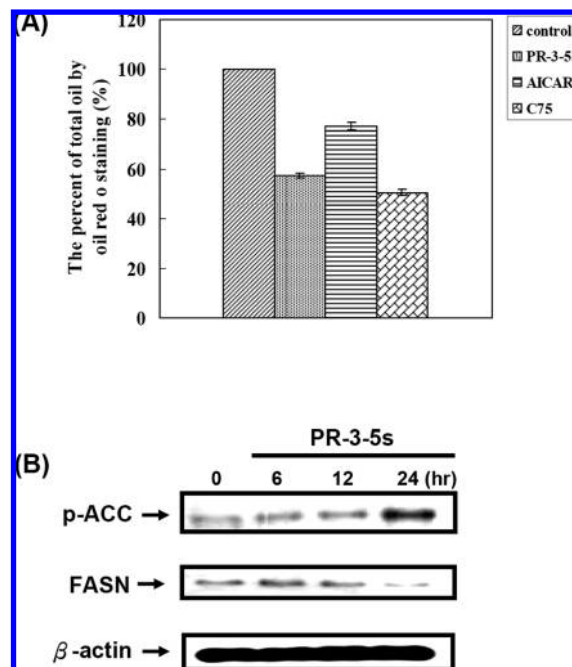 (A)
120
100
80
60
40
20
0
The percent of total oil by
oil red o staining (%)
control
PR-3-5
AICAR
C75
(B)
PR-3-5s
0 6 12 24 (hr)
p-ACC
FASN
β-actin